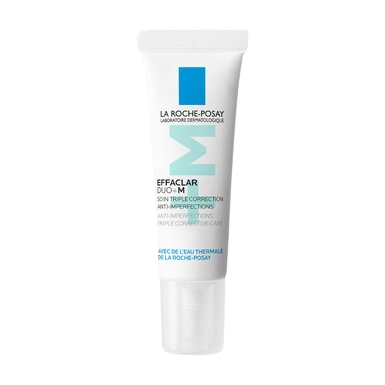 LA ROCHE-POSAY
LABORATOIRE DERMATOLOGIQUE
+M
EFFACLAR
DUO+M
SOIN TRIPLE CORRECTION
ANTI-IMPERFECTIONS
ANTI-IMPERFECTIONS
TRIPLE CORRECTIVE CARE
AVEC DE L'EAU THERMALE
DE LA ROCHE-POSAY